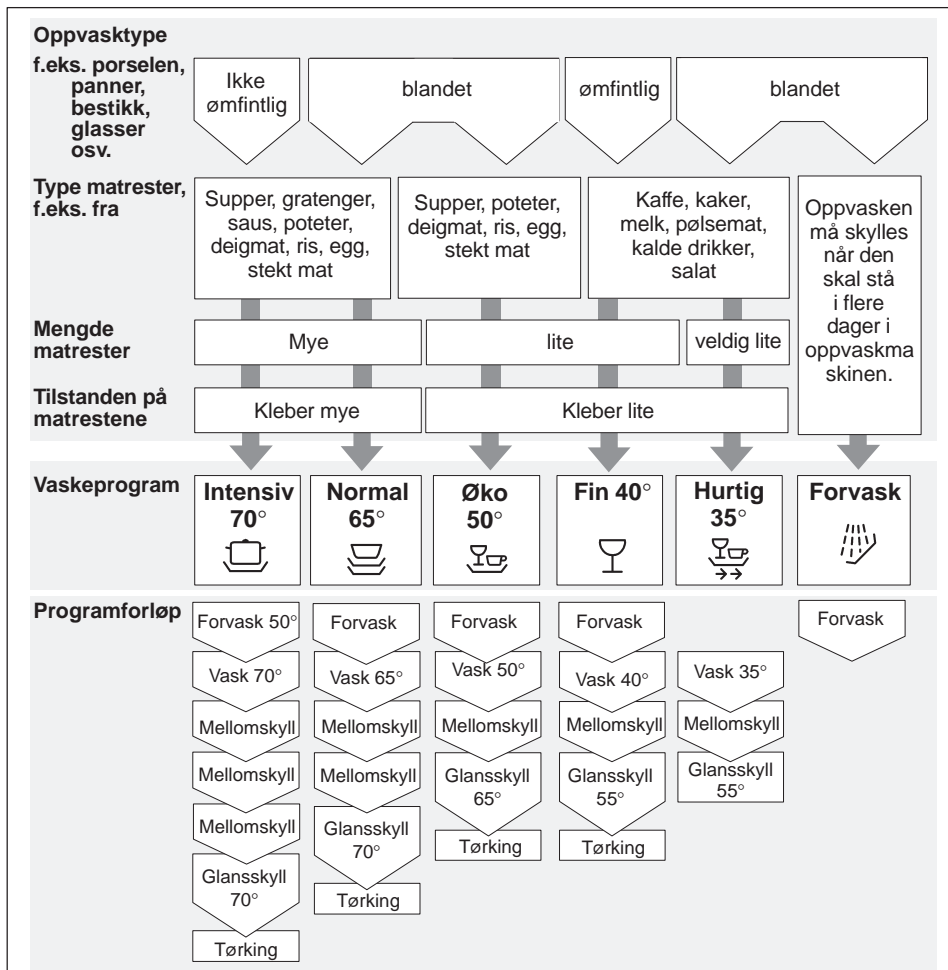 Oppvasktype
f.eks. porselen,
panner,
bestikk,
glasser
osv.
Ikke
ømfintlig
blandet
ømfintlig
blandet
Type matrester,
f.eks. fra
Supper, gratenger,
saus, poteter,
deigmat, ris, egg,
stekt mat
Supper, poteter,
deigmat, ris, egg,
stekt mat
Kaffe, kaker,
melk, pølsemat,
kalde drikker,
salat
Oppvasken
må skylles
når den
skal stå
i flere
dager i
oppvaskma
skinen.
Mengde
matrester
Mye
lite
veldig lite
Tilstanden på
matrestene
Kleber mye
Kleber lite
Vaskeprogram
Intensiv
70°
Normal
65°
Øko
50°
Fin 40°
Hurtig
35°
Forvask
Programforløp
Forvask 50°
Vask 70°
Mellomskyll
Mellomskyll
Mellomskyll
Glansskyll
70°
Tørking
Forvask
Vask 65°
Mellomskyll
Mellomskyll
Glansskyll
70°
Tørking
Forvask
Vask 50°
Mellomskyll
Glansskyll
65°
Tørking
Forvask
Vask 40°
Mellomskyll
Glansskyll
55°
Tørking
Vask 35°
Mellomskyll
Glansskyll
55°
Forvask